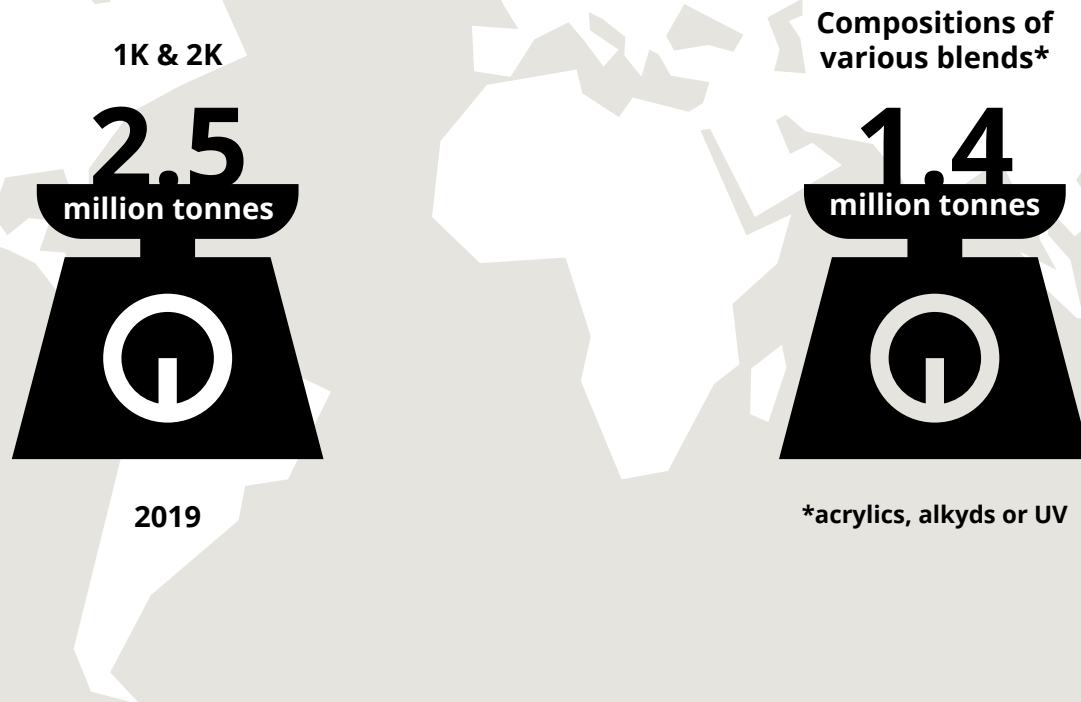 1K & 2K
2.5
million tonnes
2019
Compositions of
various blends*
1.4
million tonnes
*acrylics, alkyds or UV